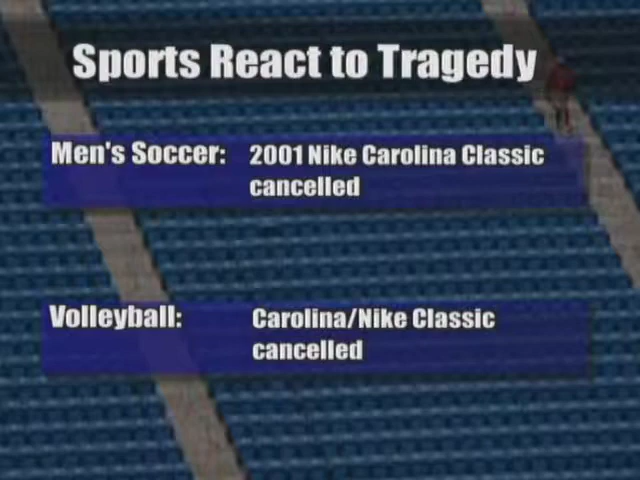 Sports React to Tragedy
Men's Soccer: 2001 Nike Carolina Classic
cancelled
Volleyball: Carolina/Nike Classic
cancelled